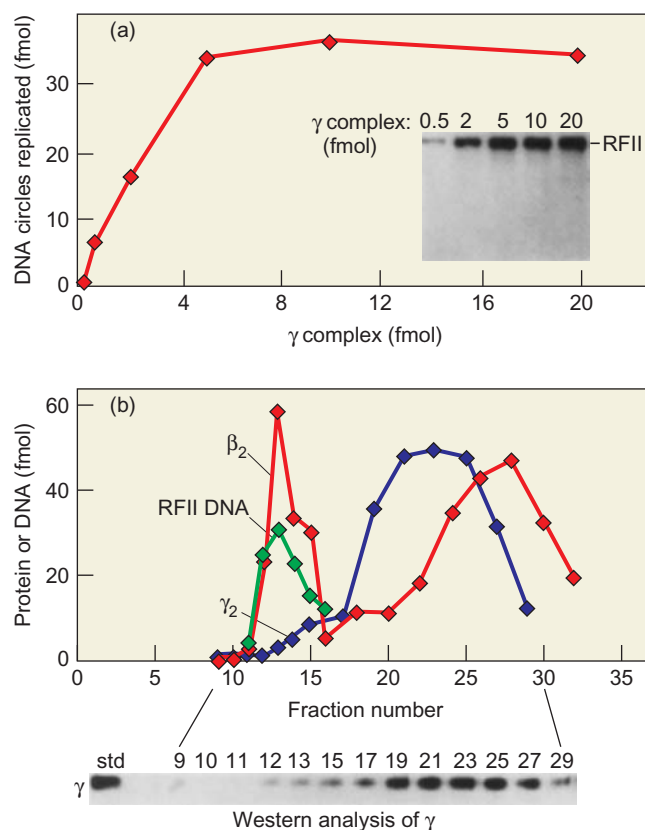 (a)
DNA circles replicated (fmol)
30
20
10
0
γ complex: 0.5 2 5 10 20
(fmol)
–RFII
0 4 8 12 16 20
γ complex (fmol)
(b)
Protein or DNA (fmol)
60
40
20
0
β2
RFII DNA
γ2
0 5 10 15 20 25 30 35
Fraction number
std 9 10 11 12 13 15 17 19 21 23 25 27 29
γ
Western analysis of γ